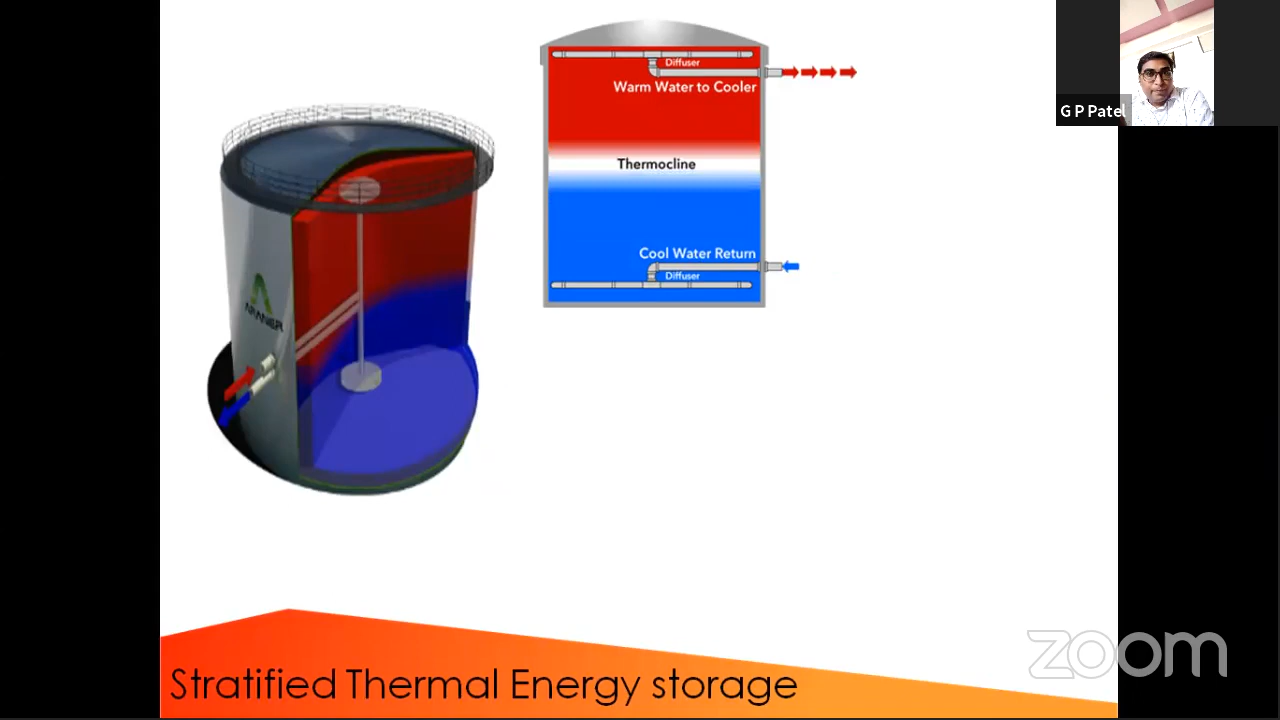 Diffuser
Warm Water to Cooler
Thermocline
Cool Water Return
Diffuser
ARANER
G P Patel
Stratified Thermal Energy storage
zoom